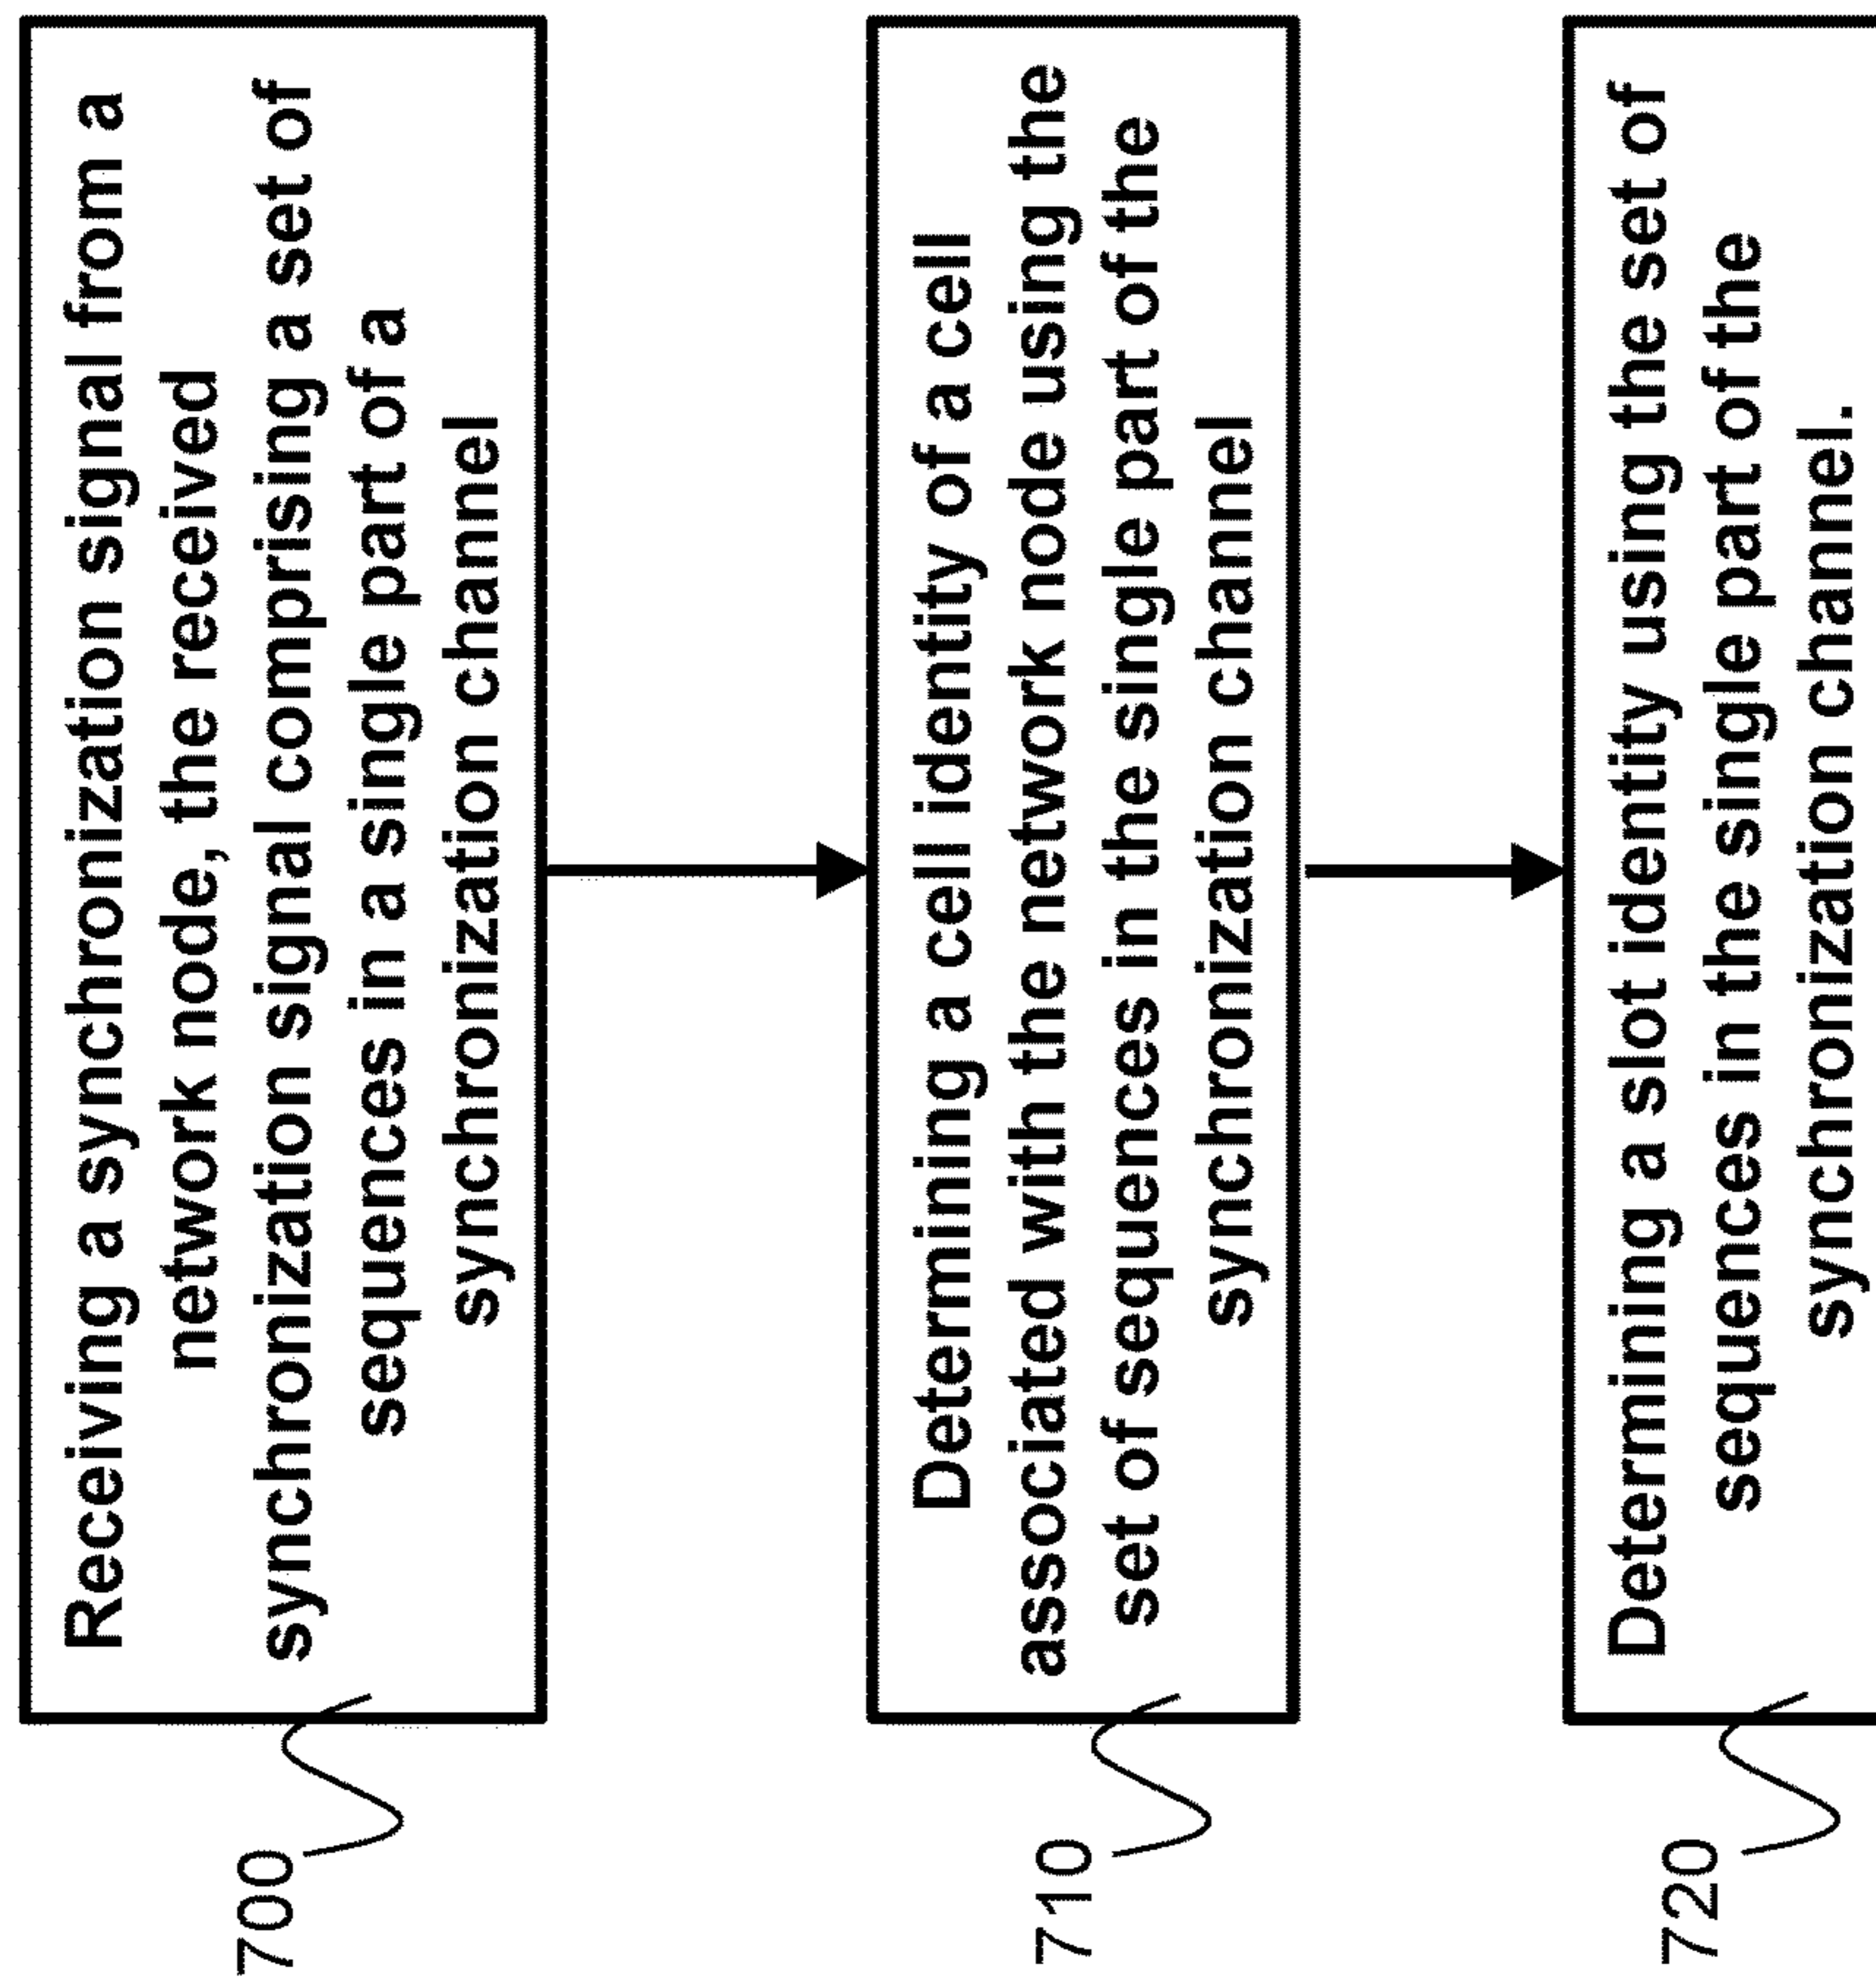 Receiving a synchronization signal from a
network node, the received
synchronization signal comprising a set of
sequences in a single part of a
synchronization channel
700
Determining a cell identity of a cell
associated with the network node using the
set of sequences in the single part of the
synchronization channel
710
Determining a slot identity using the set of
sequences in the single part of the
synchronization channel.
720